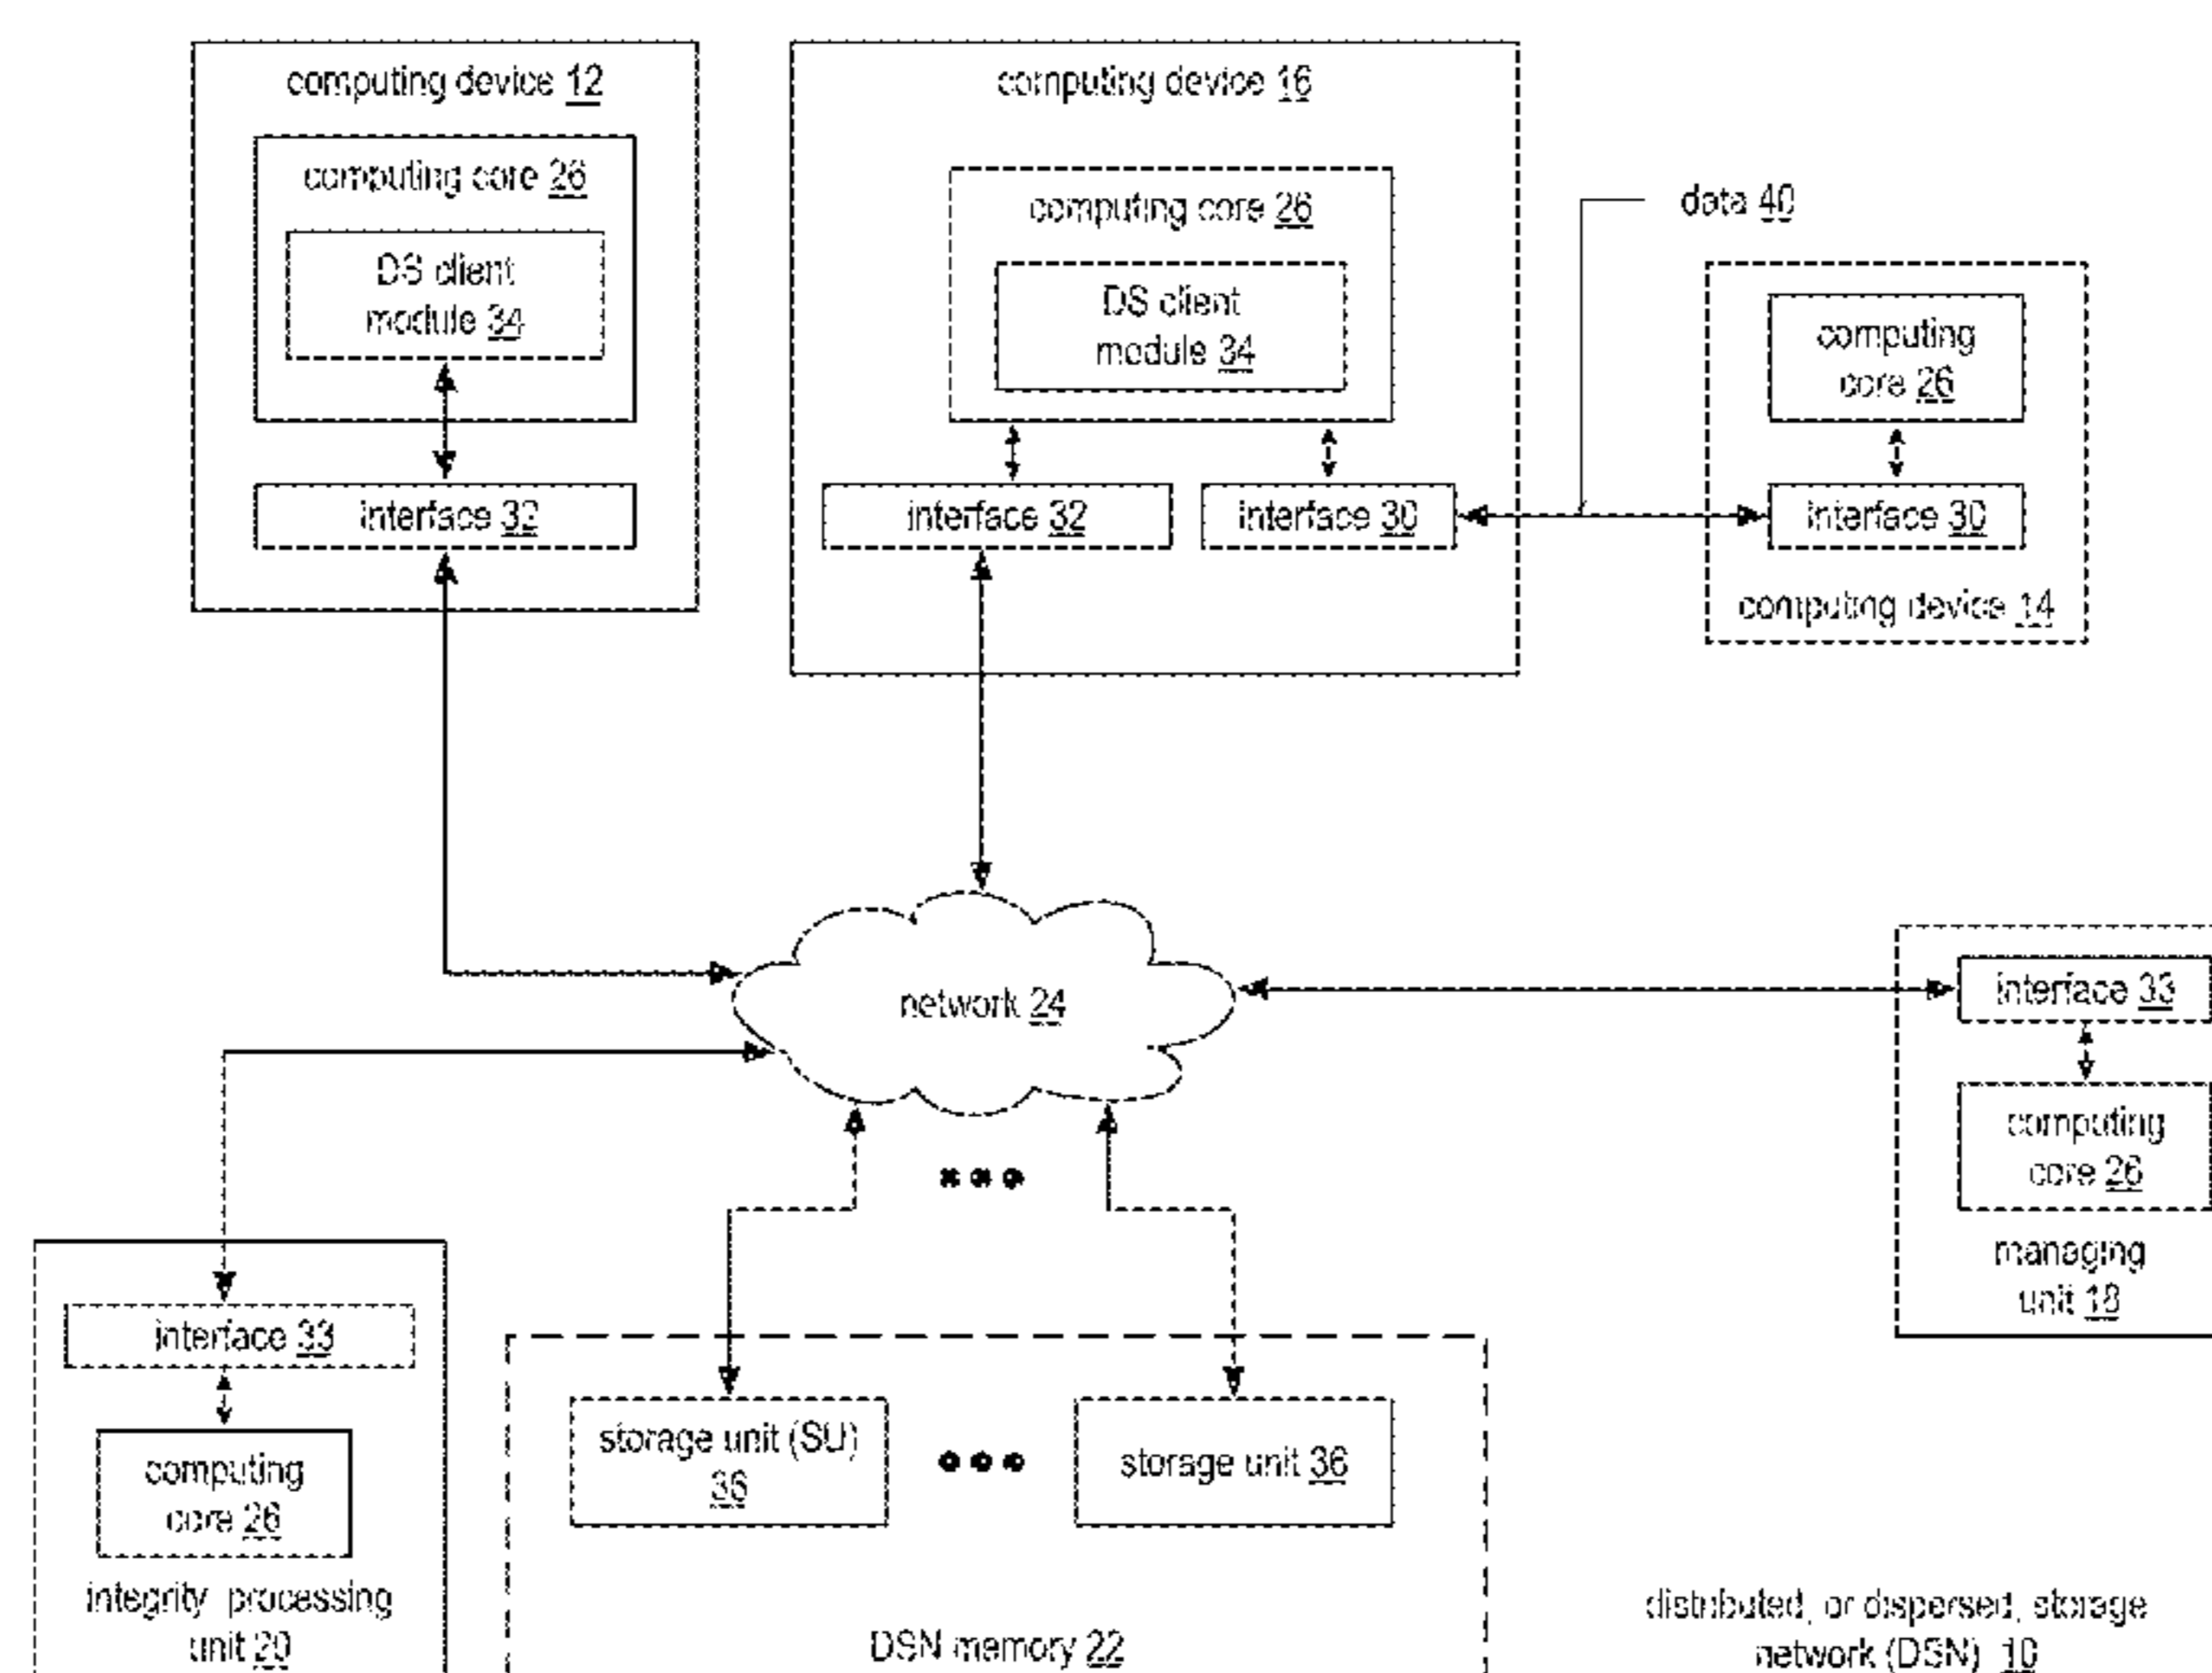 computing device 12
computing core 26
DS client
module 34
interface 32
computing device 16
computing core 26
DS client
module 34
interface 32
interface 30
data 40
computing
core 26
interface 30
computing device 14
network 24
interface 33
computing
core 26
managing
unit 18
interface 33
computing
core 26
integrity processing
unit 20
storage unit (SU)
36
storage unit 36
DSN memory 22
distributed, or dispersed, storage
network (DSN) 10